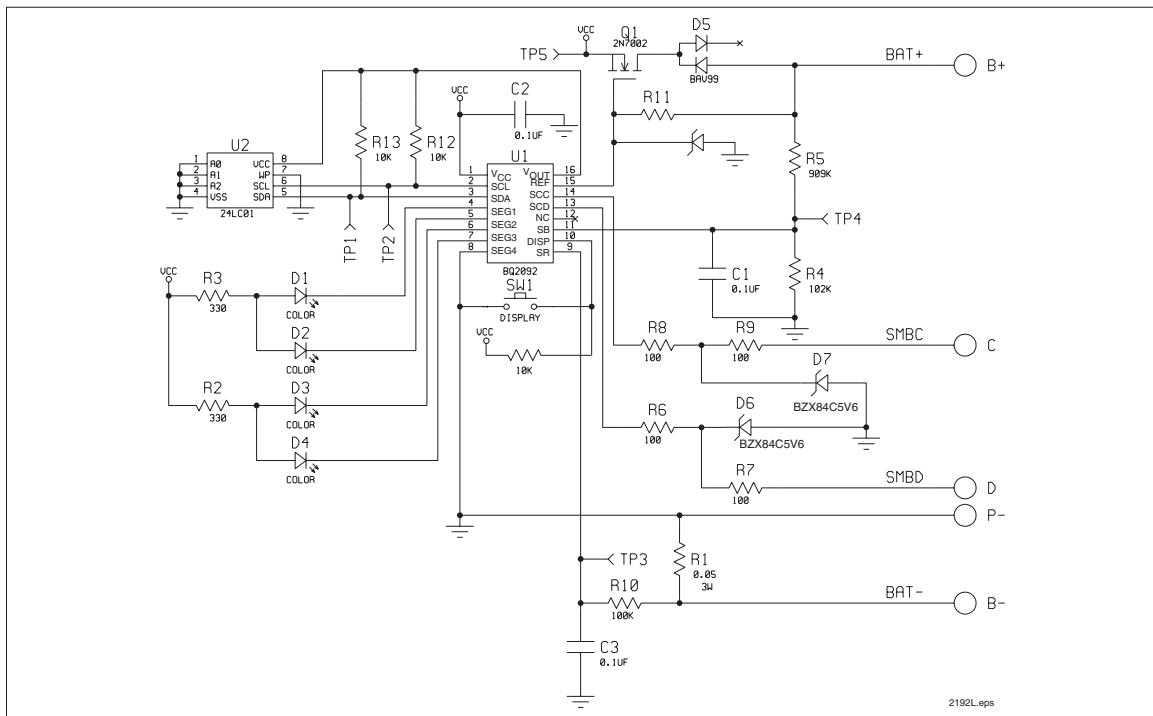 VCC
Q1
2N7002
D5
TP5
BAT+
B+
BAV99
VCC
C2
0.1UF
R11
U2
R13
10K
R12
10K
U1
R5
909K
1 A0 VCC 8
2 A1 WP 7
3 A2 SCL 6
4 VSS SDA 5
24LC01
1 VCC VOUT 16
2 SCL REF 15
3 SDA SCC 14
4 SEG1 SCD 13
5 SEG2 NC 12
6 SEG3 SB 11
7 SEG4 DISP 10
8 SR 9
BQ2092
TP4
TP1
TP2
C1
0.1UF
R4
102K
VCC
R3
330
D1
COLOR
SW1
DISPLAY
VCC
10K
D2
COLOR
R8
100
R9
100
SMBC
C
D7
BZX84C5V6
R2
330
D3
COLOR
R6
100
D6
BZX84C5V6
D4
COLOR
R7
100
SMBD
D
P-
TP3
R1
0.05
3W
R10
100K
BAT-
B-
C3
0.1UF
2192L.eps